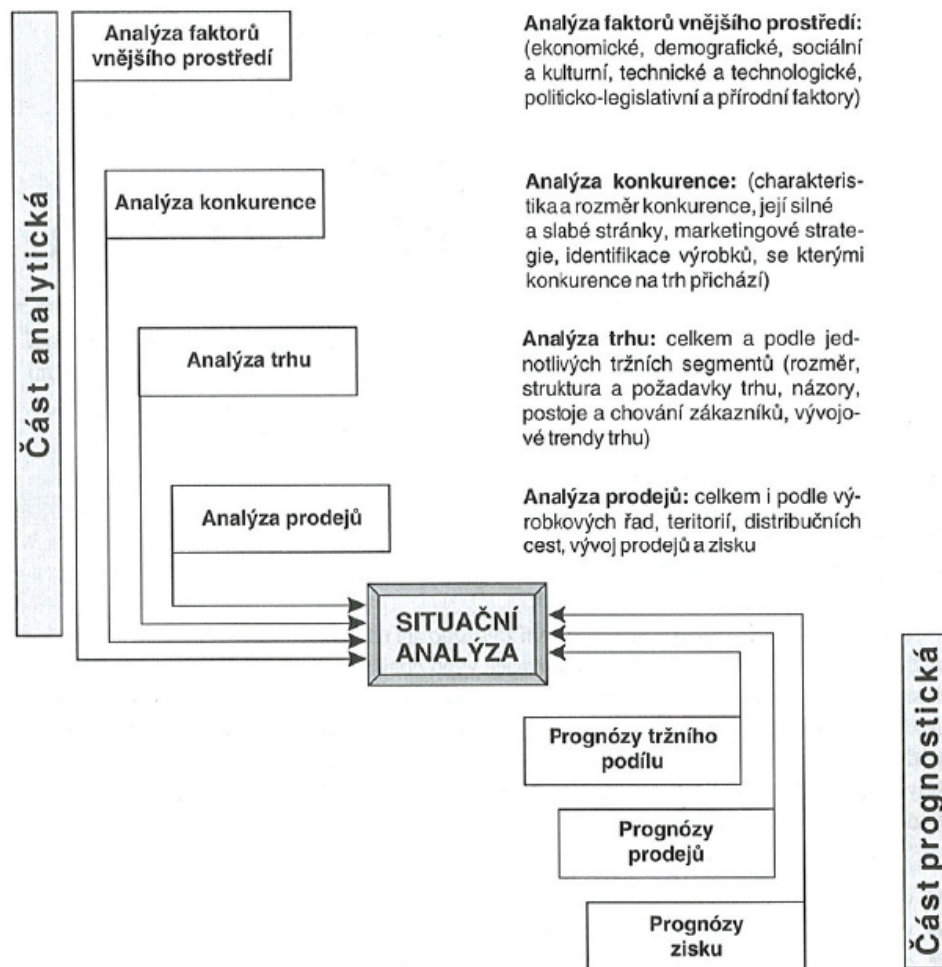 Část analytická
Analýza faktorů
vnějšího prostředí
Analýza faktorů vnějšího prostředí:
(ekonomické, demografické, sociální
a kulturní, technické a technologické,
politicko-legislativní a přírodní faktory)
Analýza konkurence
Analýza konkurence: (charakteris-
tika a rozměr konkurence, její silné
a slabé stránky, marketingové strate-
gie, identifikace výrobků, se kterými
konkurence na trh přichází)
Analýza trhu
Analýza trhu: celkem a podle jed-
notlivých tržních segmentů (rozměr,
struktura a požadavky trhu, názory,
postoje a chování zákazníků, vývojo-
vé trendy trhu)
Analýza prodejů
Analýza prodejů: celkem i podle vý-
robkových řad, teritorií, distribučních
cest, vývoj prodejů a zisku
SITUAČNÍ
ANALÝZA
Část prognostická
Prognózy tržního
podílu
Prognózy
prodejů
Prognózy
zisku